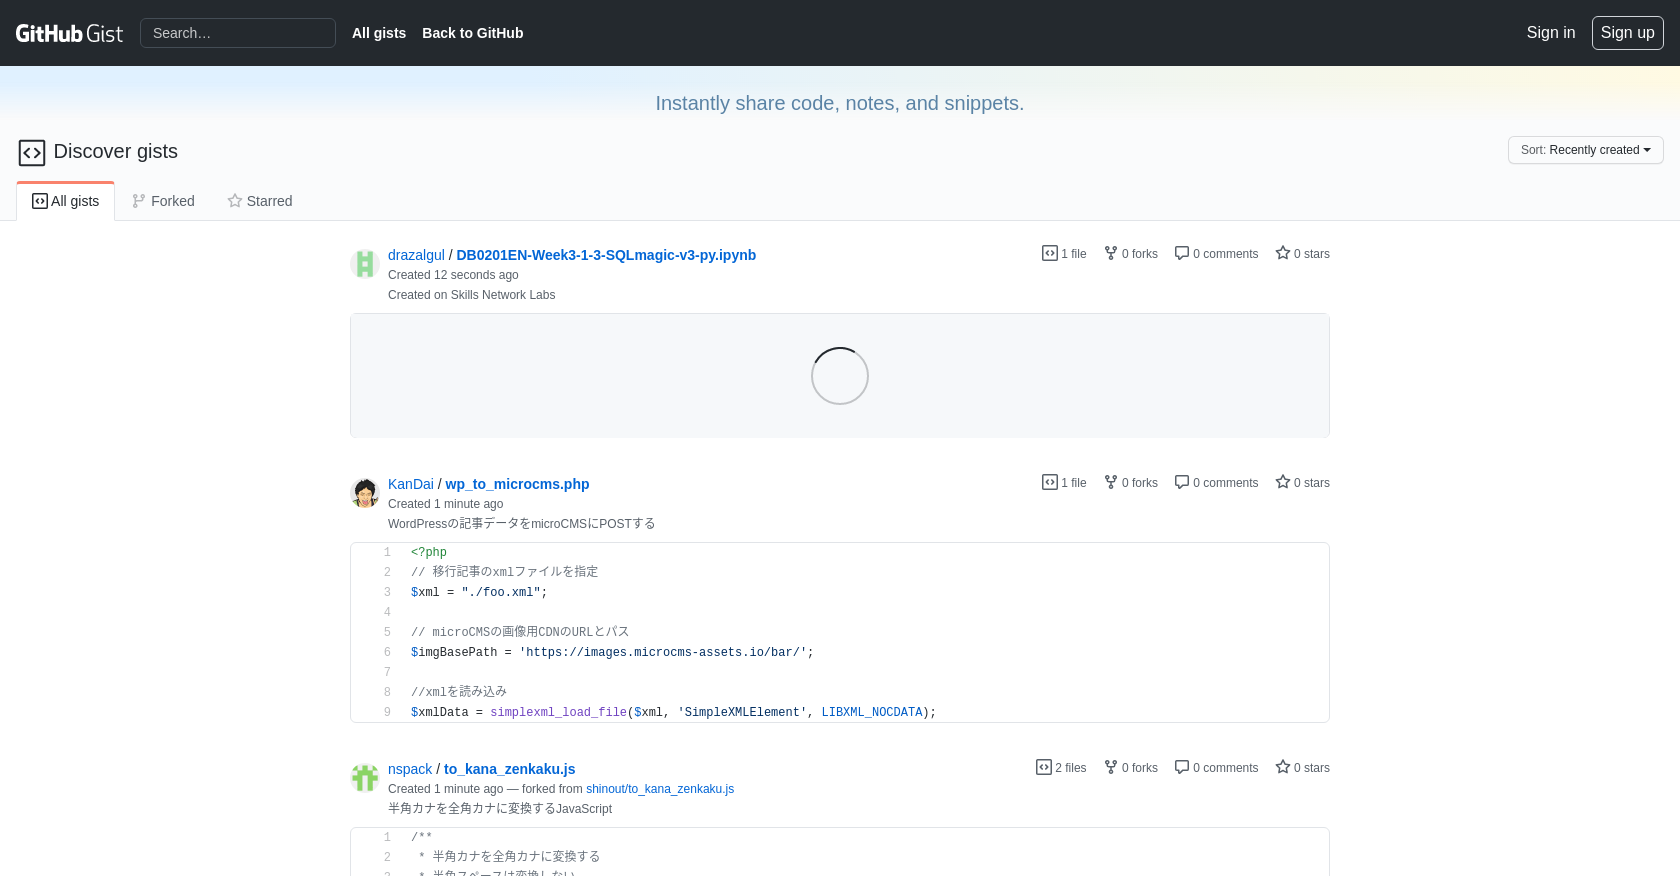 GitHub Gist Search… All gists Back to GitHub Sign in Sign up
Instantly share code, notes, and snippets.
Discover gists
Sort: Recently created
All gists Forked Starred
drazalgul / DB0201EN-Week3-1-3-SQLmagic-v3-py.ipynb 1 file 0 forks 0 comments 0 stars
Created 12 seconds ago
Created on Skills Network Labs
KanDai / wp_to_microcms.php 1 file 0 forks 0 comments 0 stars
Created 1 minute ago
WordPressの記事データをmicroCMSにPOSTする
1 <?php
2 // 移行記事のxmlファイルを指定
3 $xml = "./foo.xml";
4
5 // microCMSの画像用CDNのURLとパス
6 $imgBasePath = 'https://images.microcms-assets.io/bar/';
7
8 //xmlを読み込み
9 $xmlData = simplexml_load_file($xml, 'SimpleXMLElement', LIBXML_NOCDATA);
nspack / to_kana_zenkaku.js 2 files 0 forks 0 comments 0 stars
Created 1 minute ago — forked from shinout/to_kana_zenkaku.js
半角カナを全角カナに変換するJavaScript
1 /**
2 * 半角カナを全角カナに変換する
3 * 半角スペースは変換しない